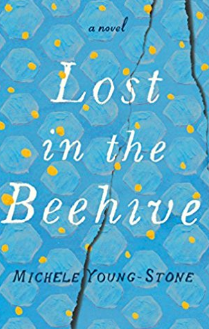 a novel
Lost
in the
Beehive
MICHELE YOUNG-STONE